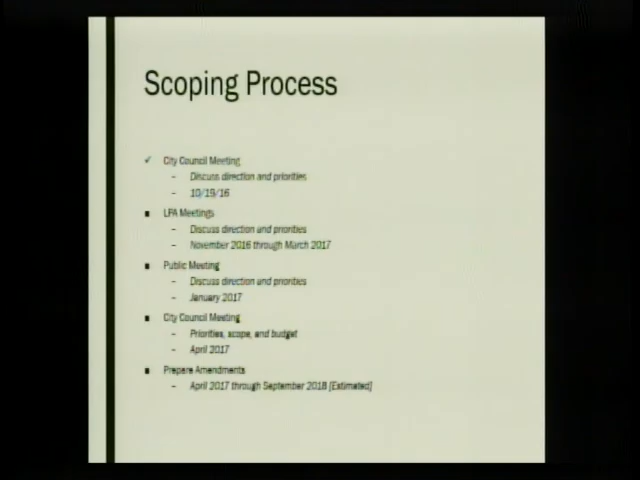 Scoping Process
✓ City Council Meeting
– Discuss direction and priorities
– 10/19/16
■ LPA Meetings
– Discuss direction and priorities
– November 2016 through March 2017
■ Public Meeting
– Discuss direction and priorities
– January 2017
■ City Council Meeting
– Priorities, scope, and budget
– April 2017
■ Prepare Amendments
– April 2017 through September 2018 [Estimated]